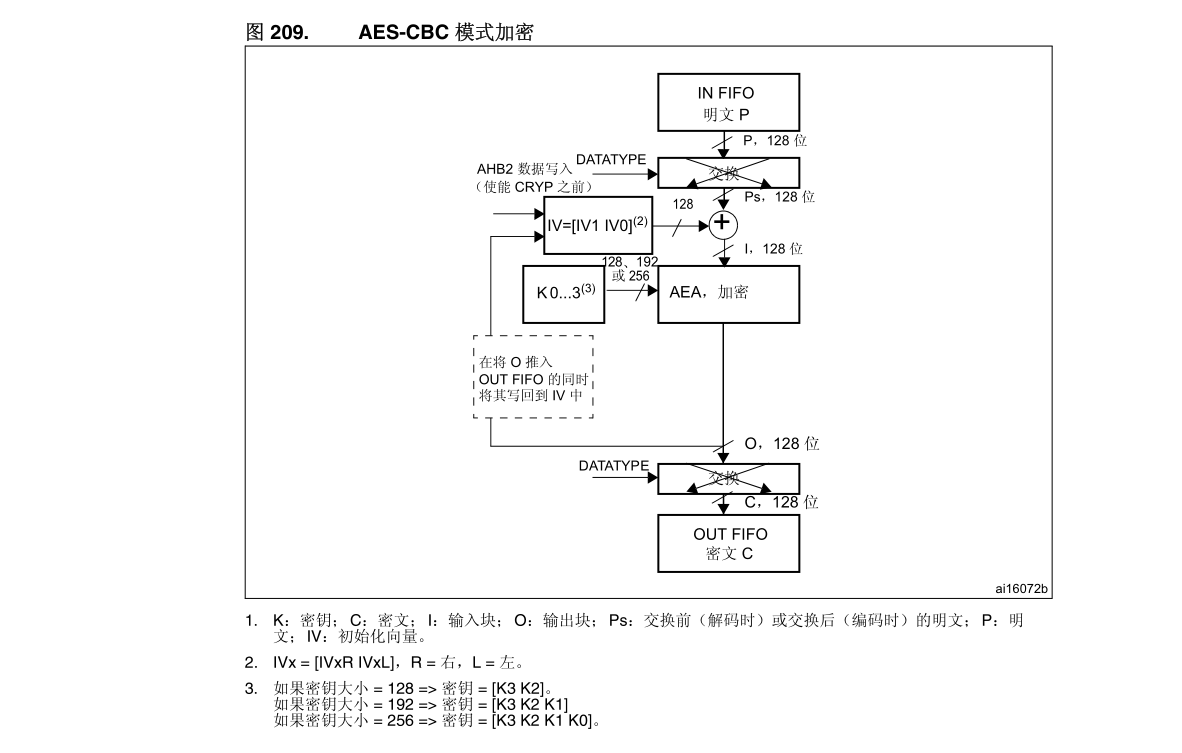 图 209. AES-CBC 模式加密
IN FIFO
明文 P
P，128 位
DATATYPE
交换
AHB2 数据写入
（使能 CRYP 之前）
Ps，128 位
128
IV=[IV1 IV0](2)
+
I，128 位
128、192
或 256
K 0...3(3)
AEA，加密
在将 O 推入
OUT FIFO 的同时
将其写回到 IV 中
O，128 位
DATATYPE
交换
C，128 位
OUT FIFO
密文 C
ai16072b
1. K：密钥；C：密文；I：输入块；O：输出块；Ps：交换前（解码时）或交换后（编码时）的明文；P：明
文；IV：初始化向量。
2. IVx = [IVxR IVxL]，R = 右，L = 左。
3. 如果密钥大小 = 128 => 密钥 = [K3 K2]。
如果密钥大小 = 192 => 密钥 = [K3 K2 K1]
如果密钥大小 = 256 => 密钥 = [K3 K2 K1 K0]。